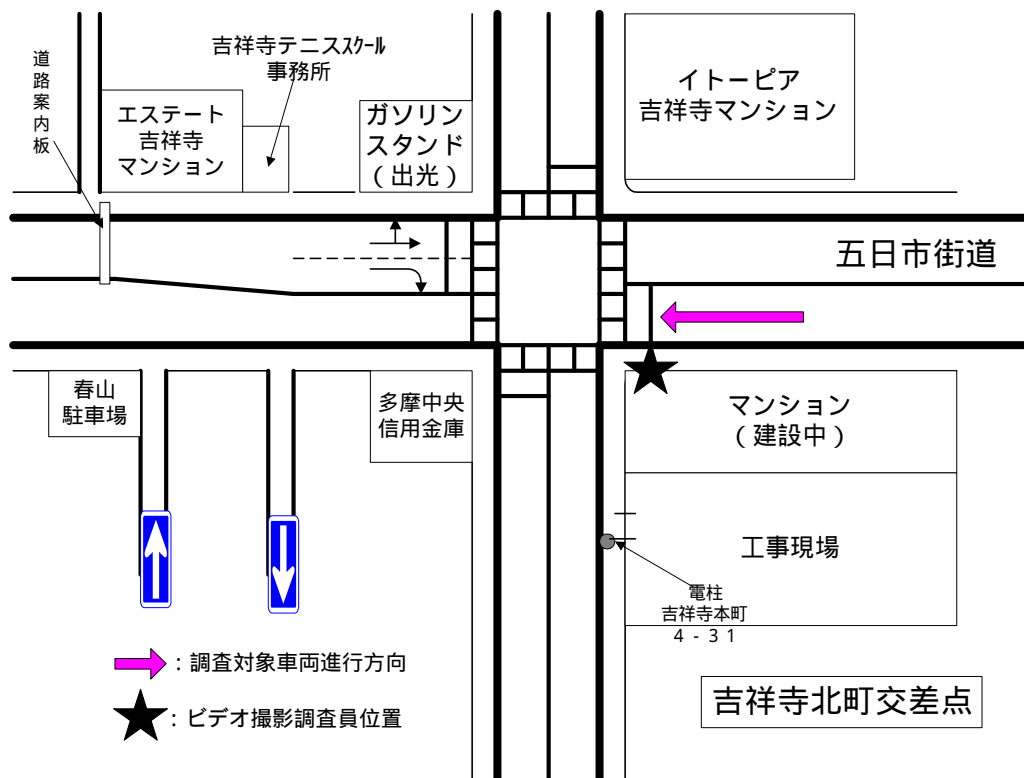 道路案内板
吉祥寺テニススクール
事務所
エステート
吉祥寺
マンション
ガソリン
スタンド
(出光)
イトーピア
吉祥寺マンション
五日市街道
春山
駐車場
多摩中央
信用金庫
マンション
(建設中)
工事現場
電柱
吉祥寺本町
4-31
:調査対象車両進行方向
:ビデオ撮影調査員位置
吉祥寺北町交差点